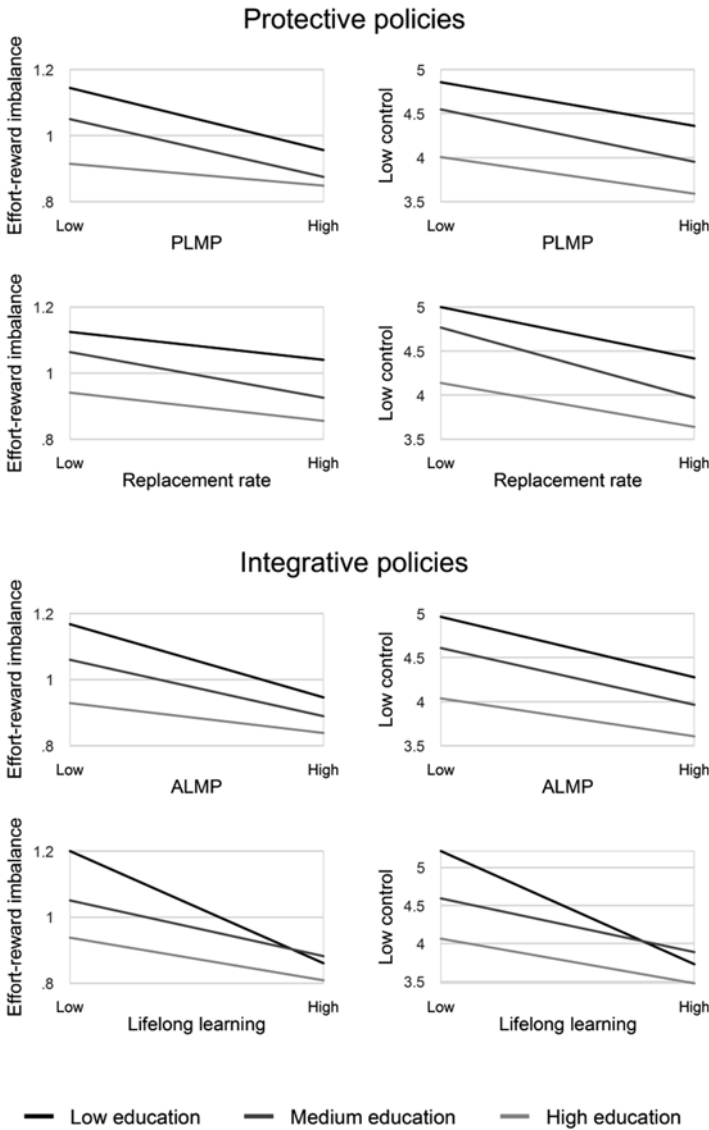 Protective policies
Effort-reward imbalance
1.2
1
.8
Low
High
PLMP
Low control
5
4.5
4
3.5
Low
High
PLMP
Effort-reward imbalance
1.2
1
.8
Low
High
Replacement rate
Low control
5
4.5
4
3.5
Low
High
Replacement rate
Integrative policies
Effort-reward imbalance
1.2
1
.8
Low
High
ALMP
Low control
5
4.5
4
3.5
Low
High
ALMP
Effort-reward imbalance
1.2
1
.8
Low
High
Lifelong learning
Low control
5
4.5
4
3.5
Low
High
Lifelong learning
Low education
Medium education
High education